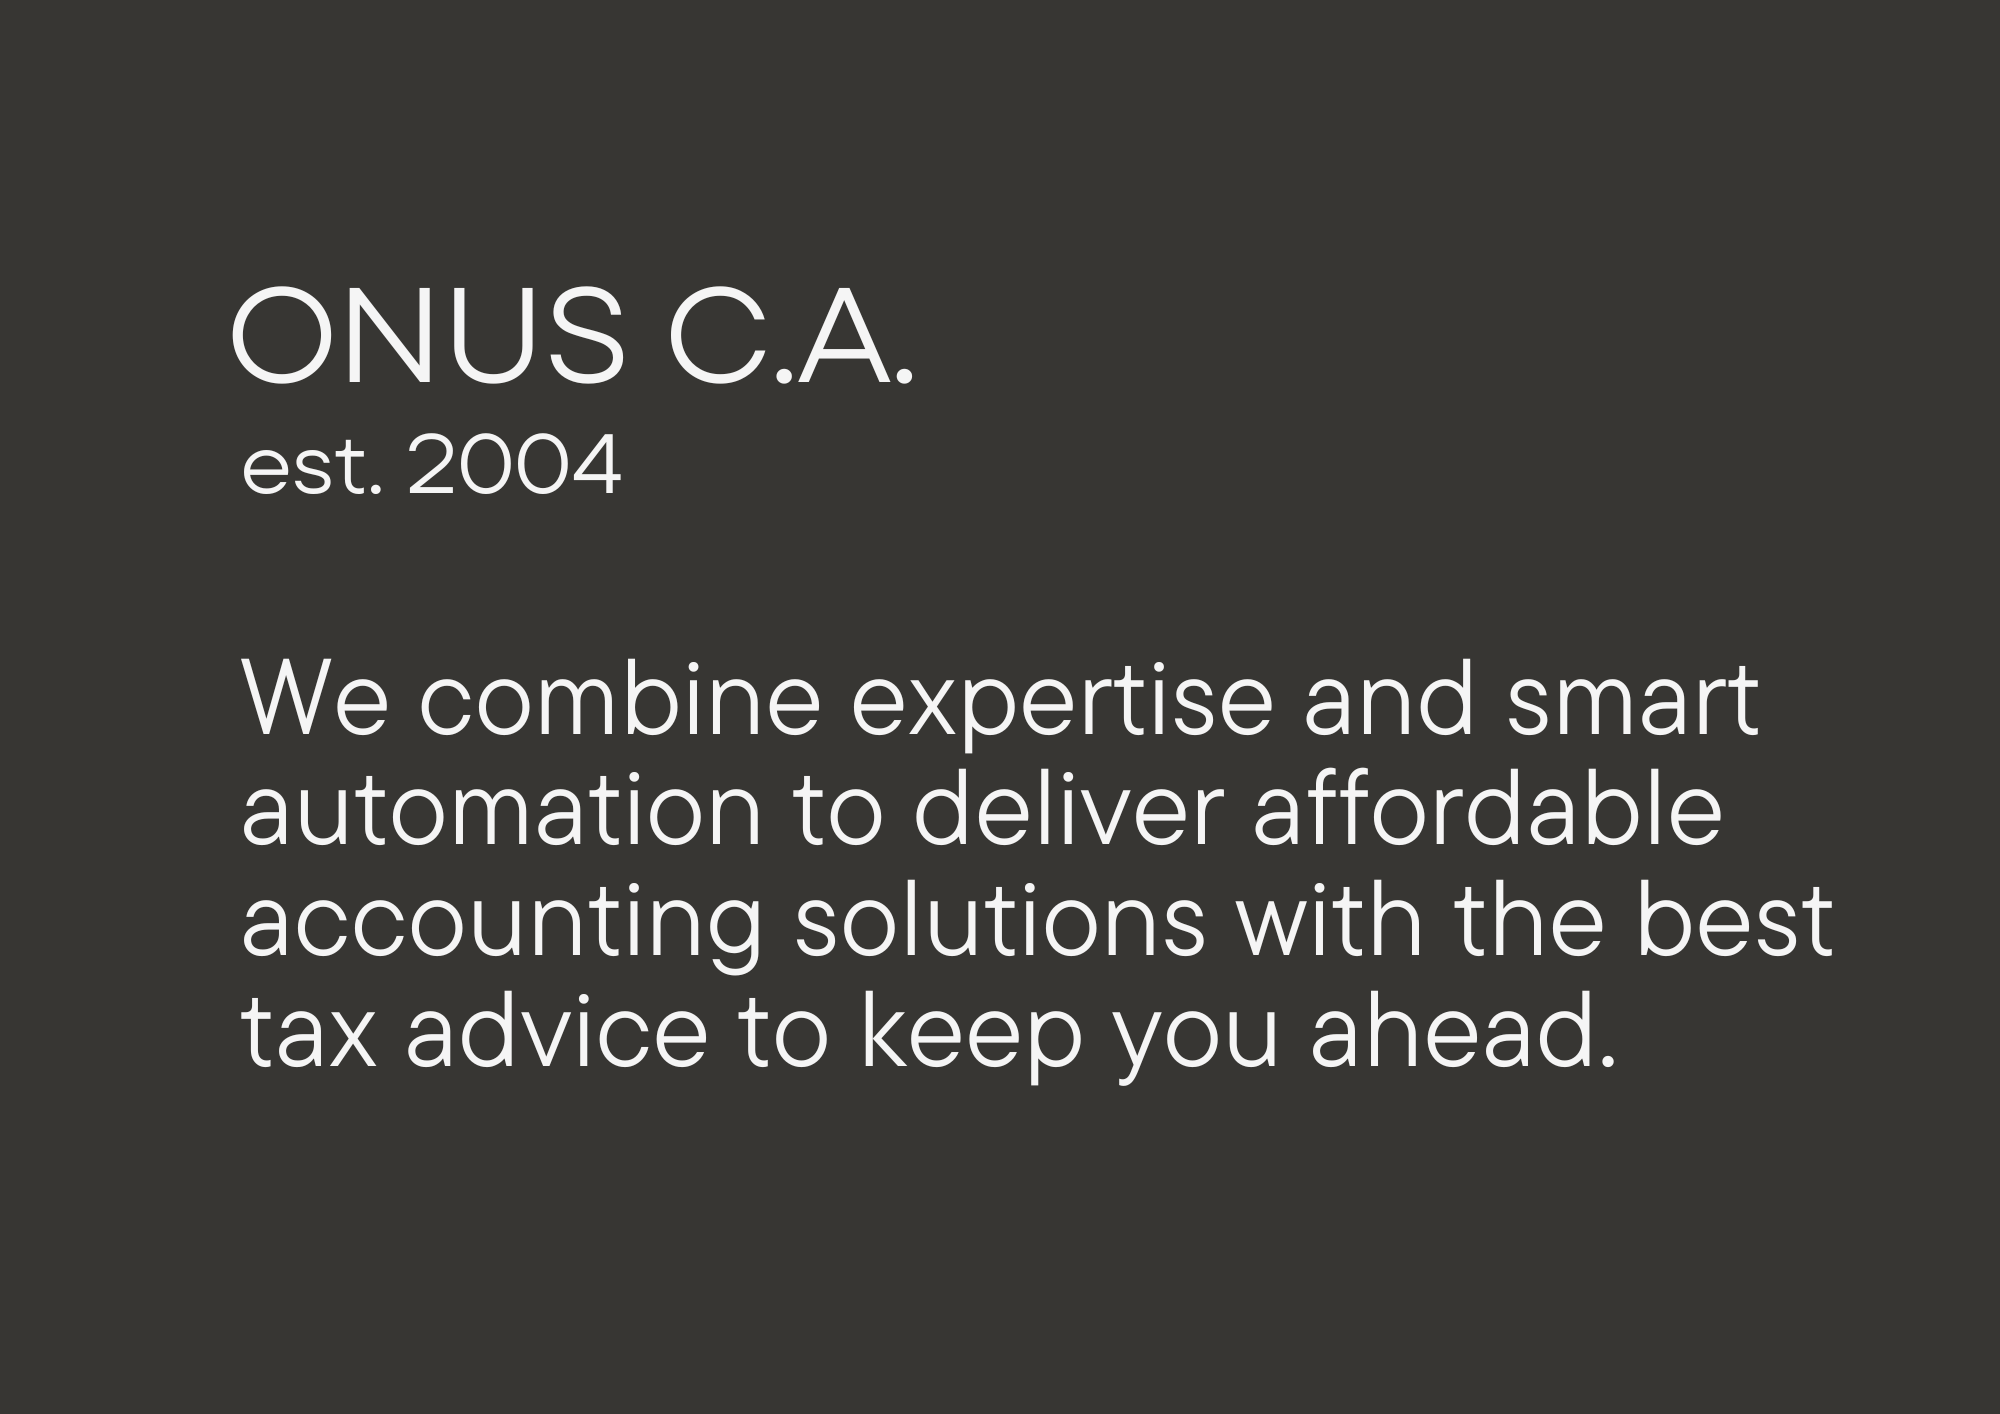 ONUS C.A.
est. 2004
We combine expertise and smart
automation to deliver affordable
accounting solutions with the best
tax advice to keep you ahead.